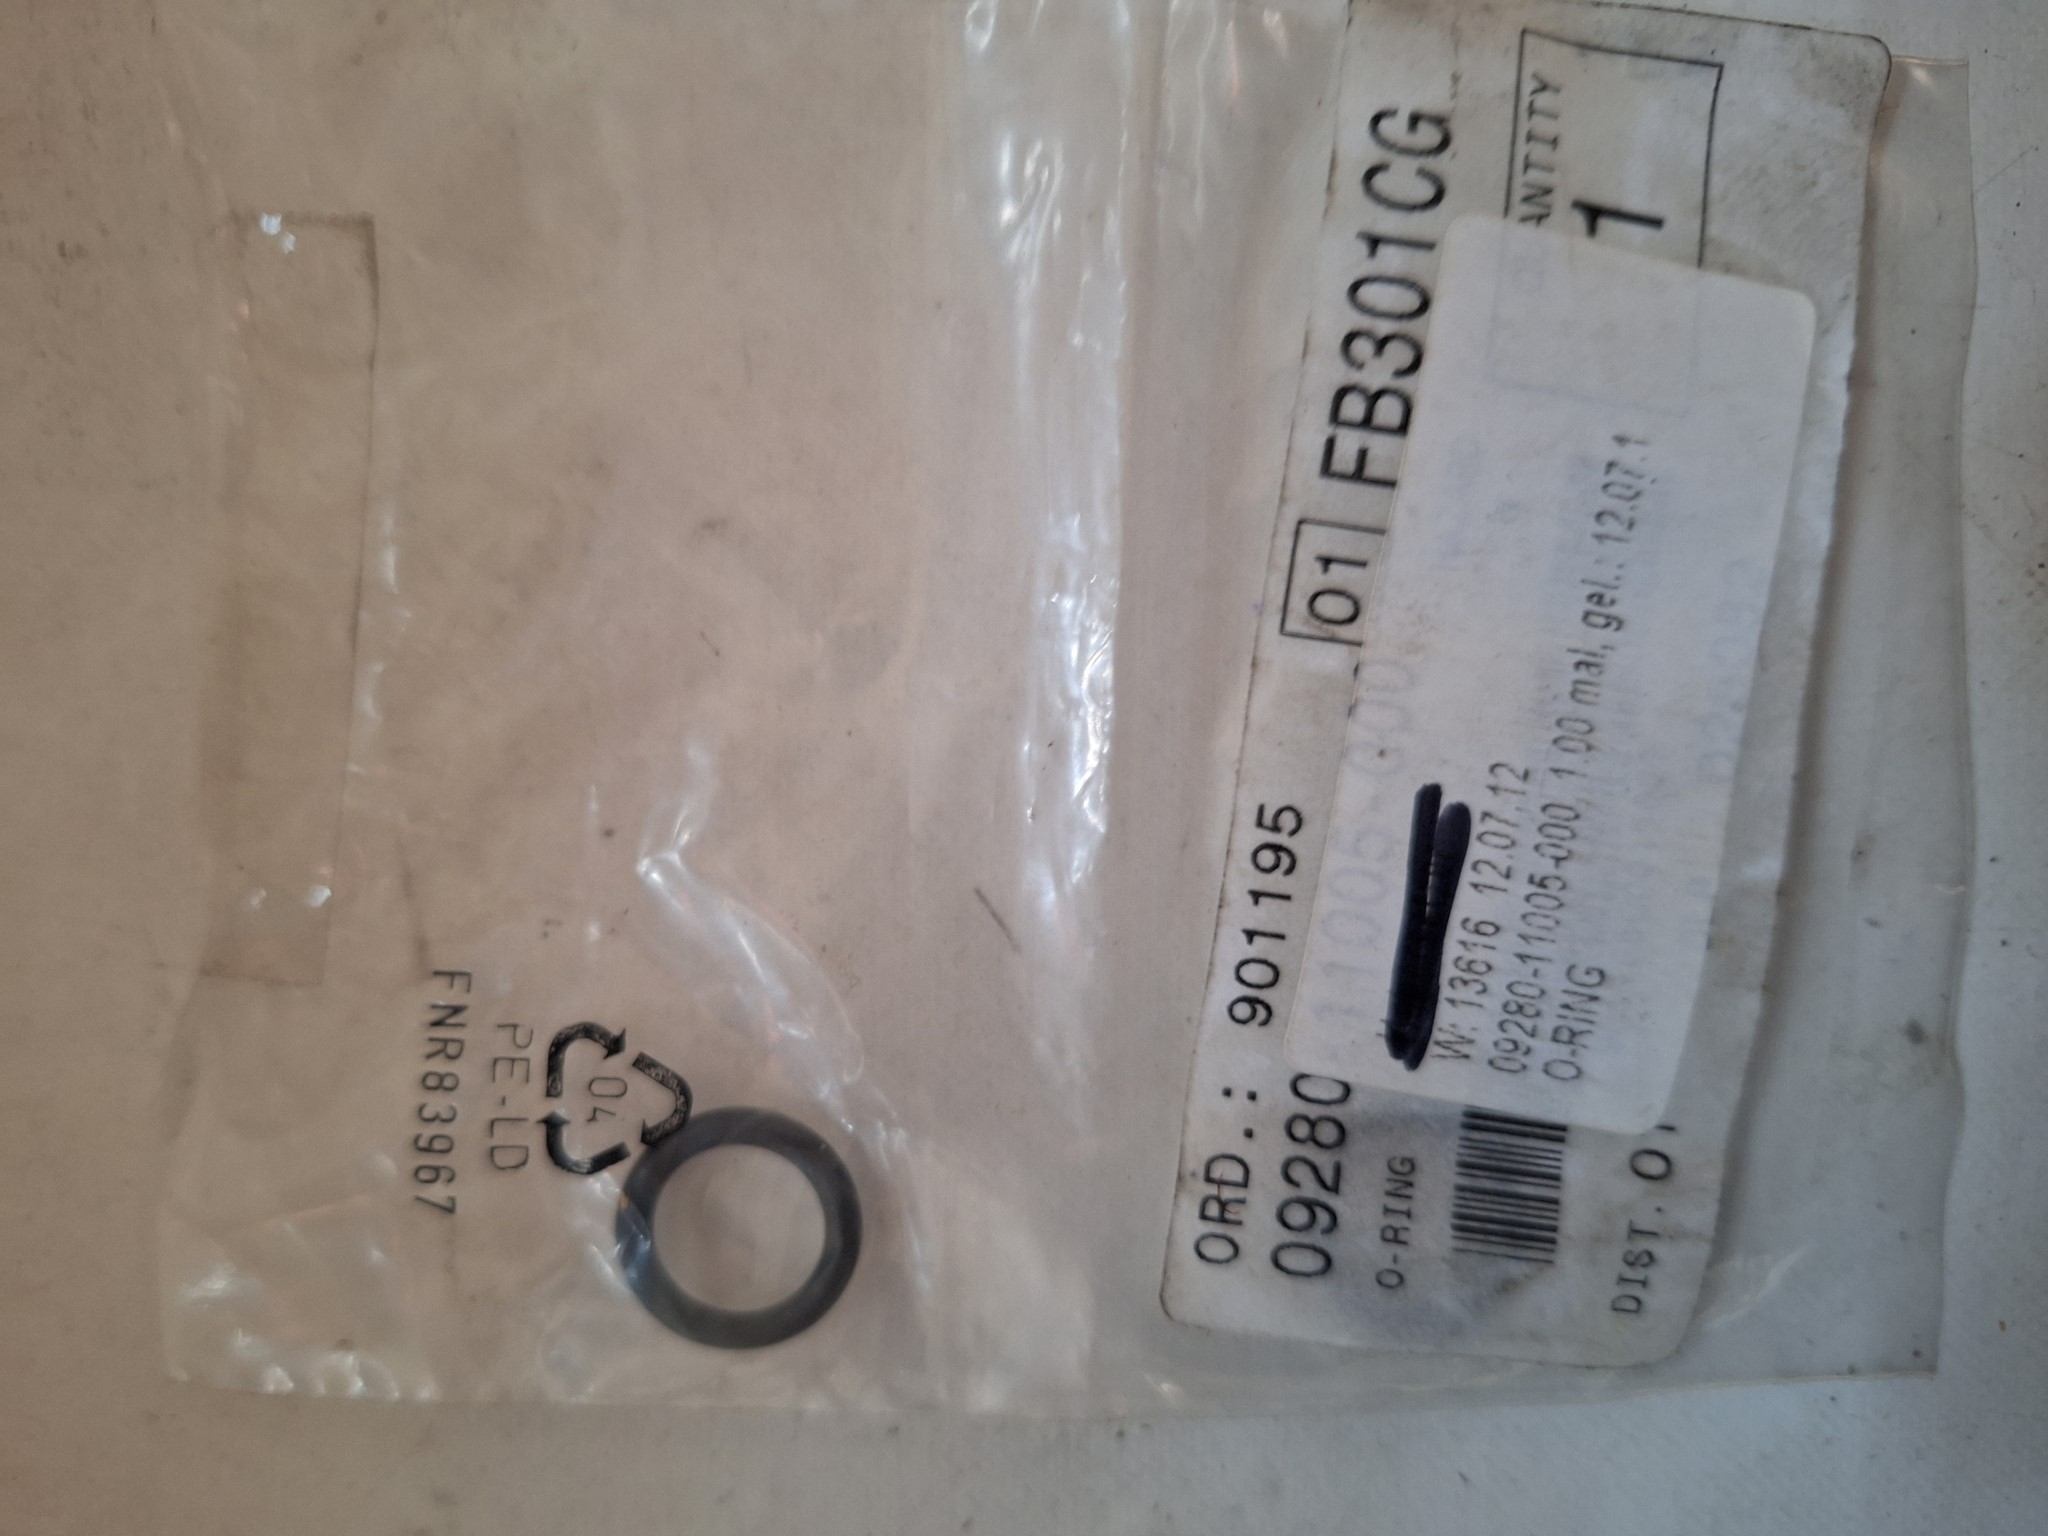 ORD.: 901195
01 FB301CG
09280
O-RING
ANTITY
1
DIST. 01
W: 13616 12.07.12
09280-11005-000, 1.00 mal, gel.: 12.07.1
O-RING
04
PE-LD
FNR83967